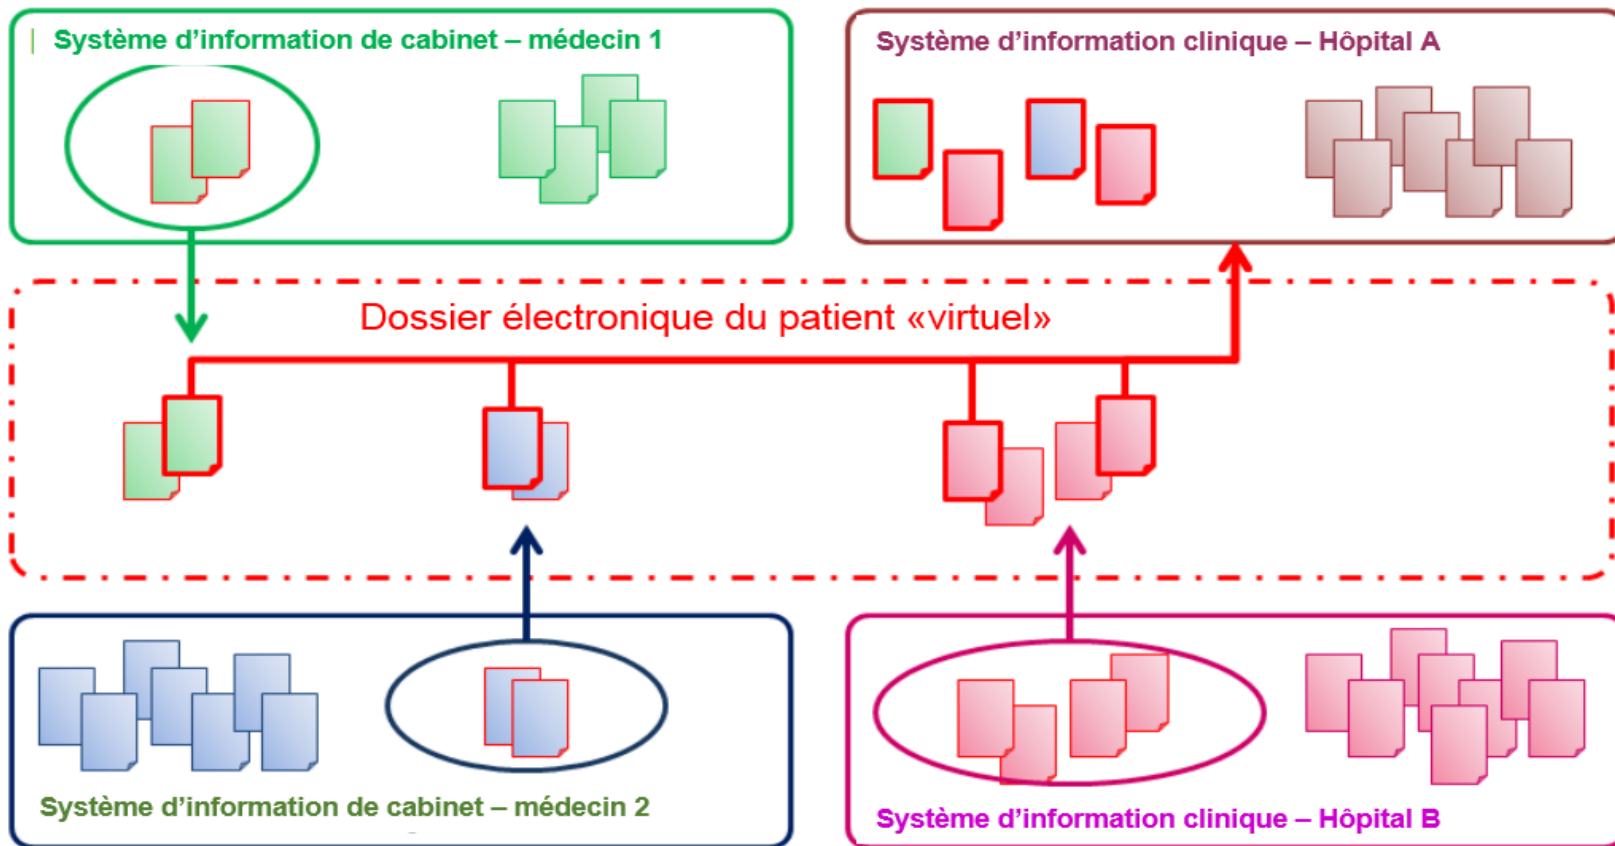 Système d’information de cabinet – médecin 1
Système d’information clinique – Hôpital A
Dossier électronique du patient «virtuel»
Système d’information de cabinet – médecin 2
Système d’information clinique – Hôpital B